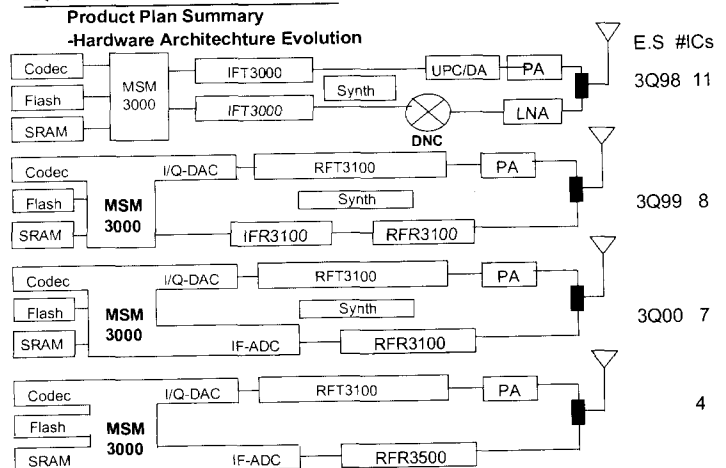 Product Plan Summary
-Hardware Architechture Evolution
E.S #ICs
Codec
Flash
SRAM
MSM
3000
IFT3000
IFT3000
Synth
UPC/DA
PA
DNC
LNA
3Q98 11
Codec
Flash
SRAM
MSM
3000
I/Q-DAC
RFT3100
PA
Synth
IFR3100
RFR3100
3Q99 8
Codec
Flash
SRAM
MSM
3000
I/Q-DAC
RFT3100
PA
Synth
IF-ADC
RFR3100
3Q00 7
Codec
Flash
SRAM
MSM
3000
I/Q-DAC
RFT3100
PA
IF-ADC
RFR3500
4